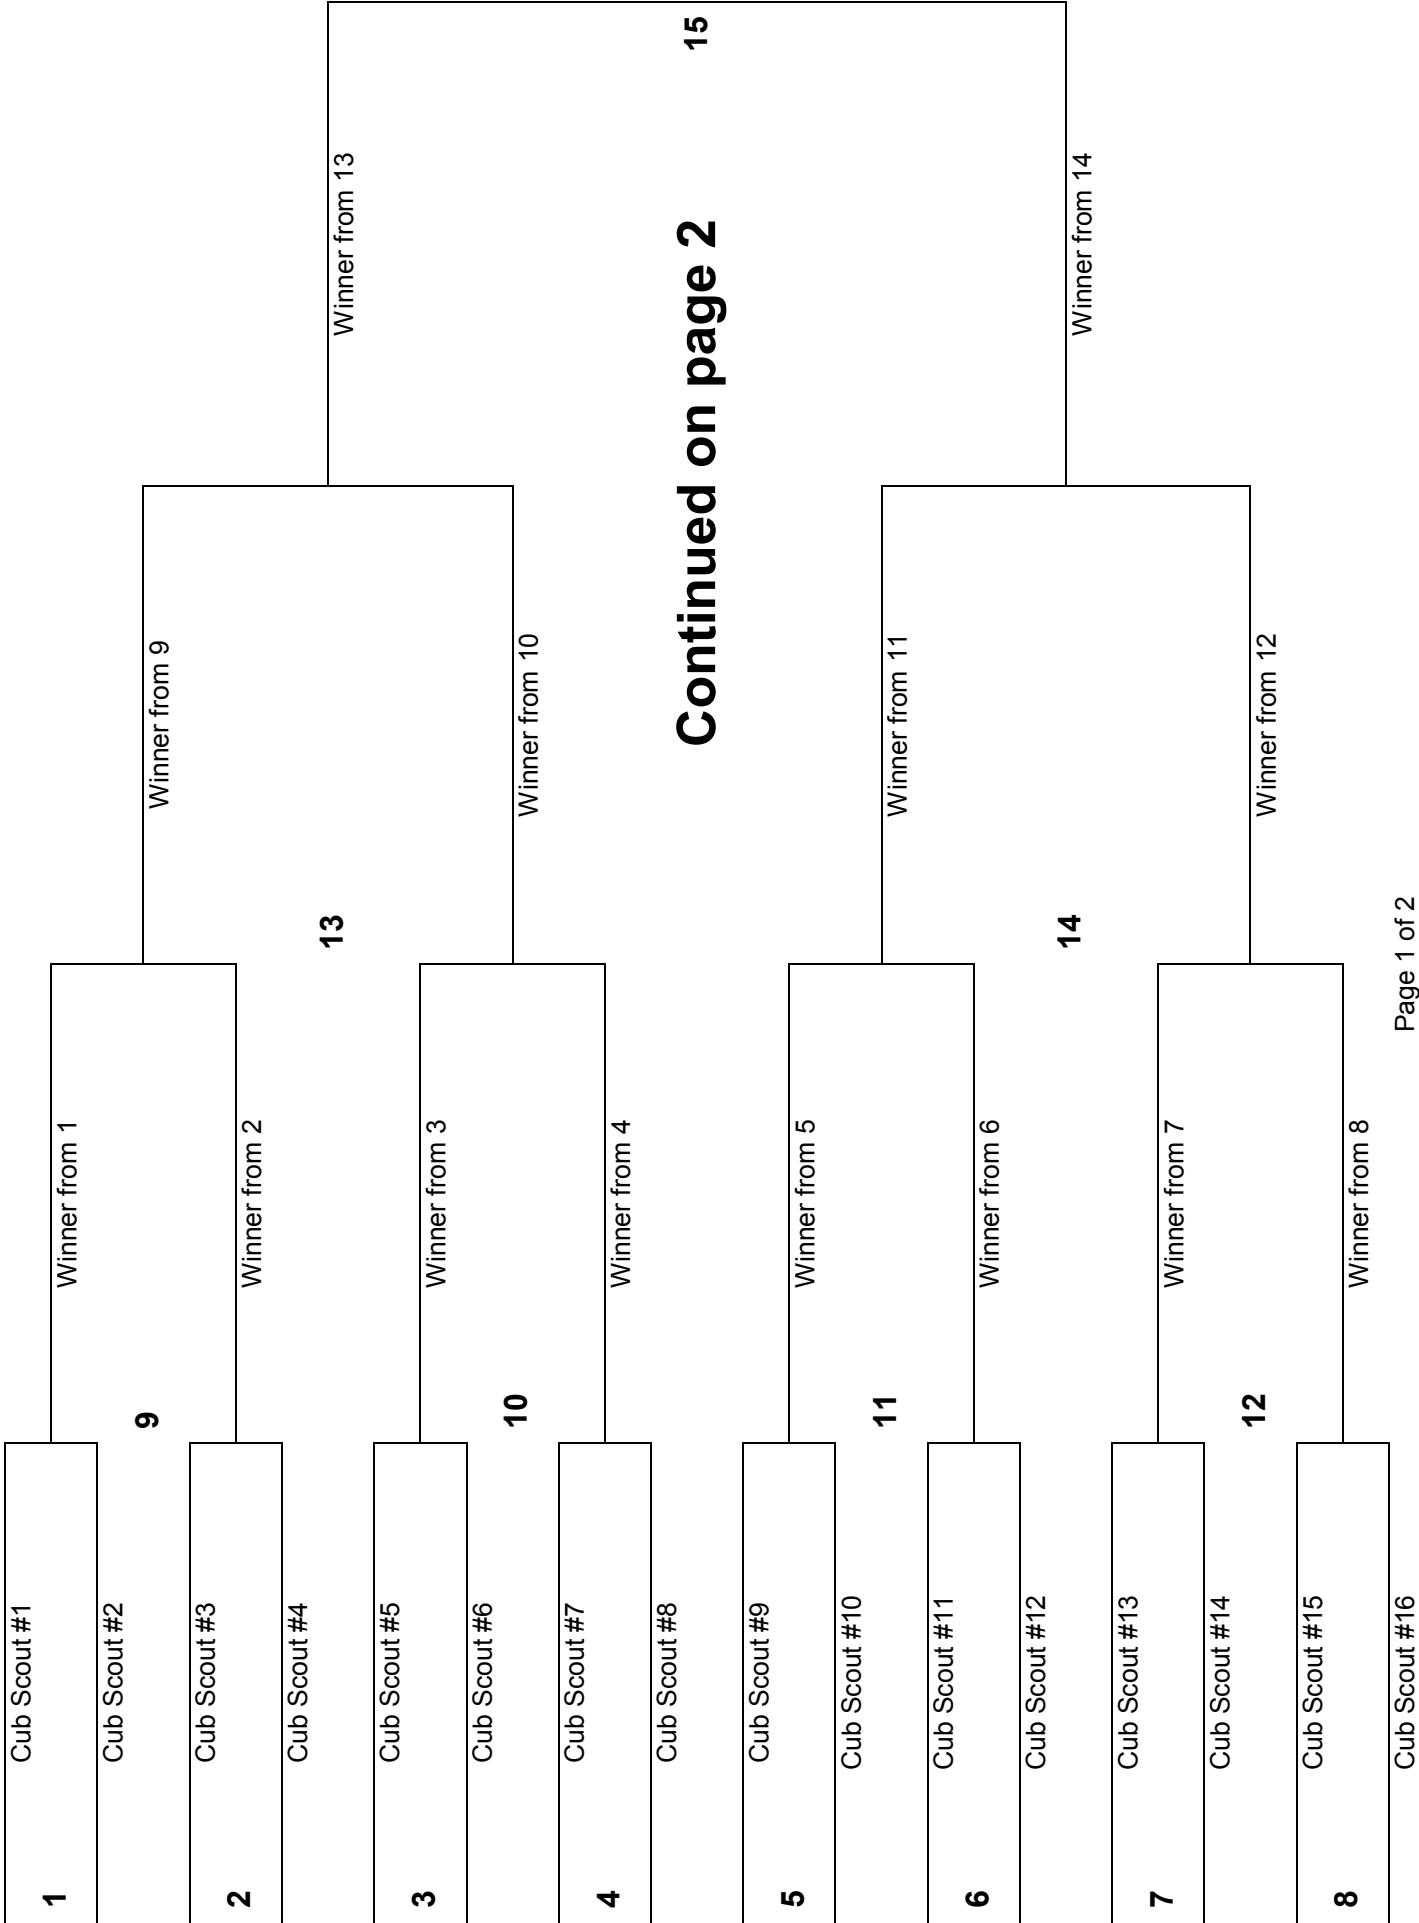 1
Cub Scout #1
Cub Scout #2
2
Cub Scout #3
Cub Scout #4
3
Cub Scout #5
Cub Scout #6
4
Cub Scout #7
Cub Scout #8
5
Cub Scout #9
Cub Scout #10
6
Cub Scout #11
Cub Scout #12
7
Cub Scout #13
Cub Scout #14
8
Cub Scout #15
Cub Scout #16
Winner from 1
9
Winner from 2
Winner from 3
10
Winner from 4
Winner from 5
11
Winner from 6
Winner from 7
12
Winner from 8
Winner from 9
13
Winner from 10
Winner from 11
14
Winner from 12
Winner from 13
15
Continued on page 2
Winner from 14
Page 1 of 2